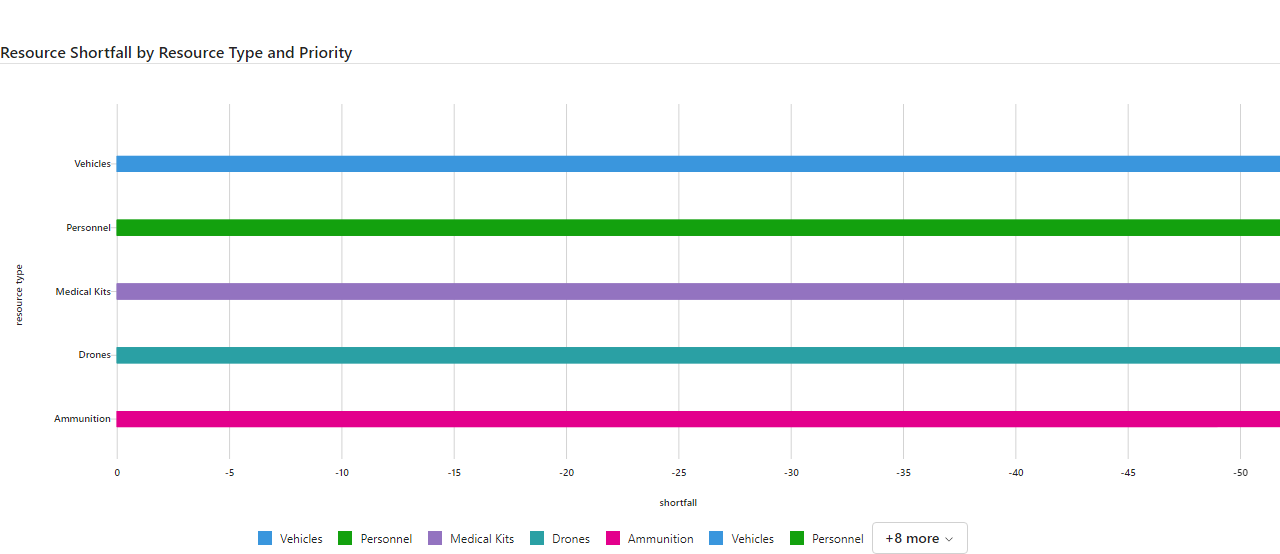 Resource Shortfall by Resource Type and Priority
Vehicles
Personnel
Medical Kits
Drones
Ammunition
resource type
0 -5 -10 -15 -20 -25 -30 -35 -40 -45 -50
shortfall
Vehicles Personnel Medical Kits Drones Ammunition Vehicles Personnel +8 more